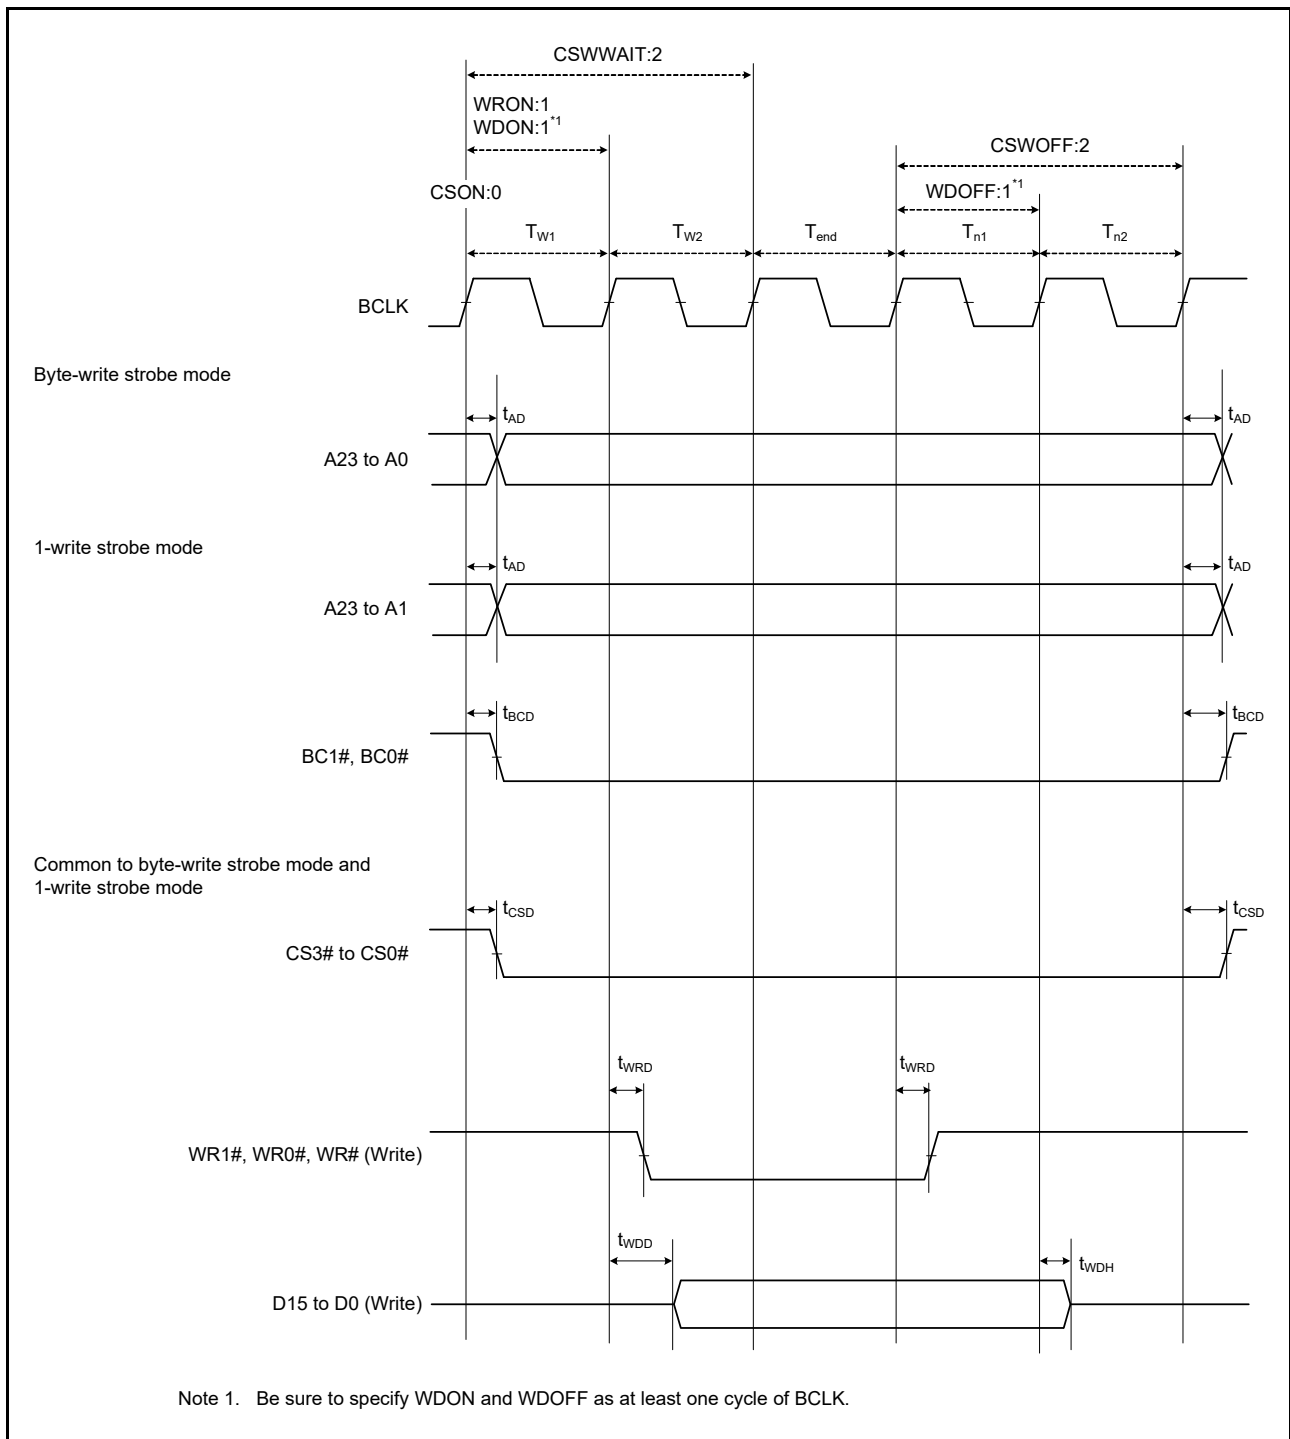 CSWWAIT:2
WRON:1
WDON:1*1
CSWOFF:2
CSON:0
WDOFF:1*1
TW1 TW2 Tend Tn1 Tn2
BCLK
Byte-write strobe mode
tAD tAD
A23 to A0
1-write strobe mode
tAD tAD
A23 to A1
tBCD tBCD
BC1#, BC0#
Common to byte-write strobe mode and
1-write strobe mode
tCSD tCSD
CS3# to CS0#
tWRD tWRD
WR1#, WR0#, WR# (Write)
tWDD tWDH
D15 to D0 (Write)
Note 1. Be sure to specify WDON and WDOFF as at least one cycle of BCLK.